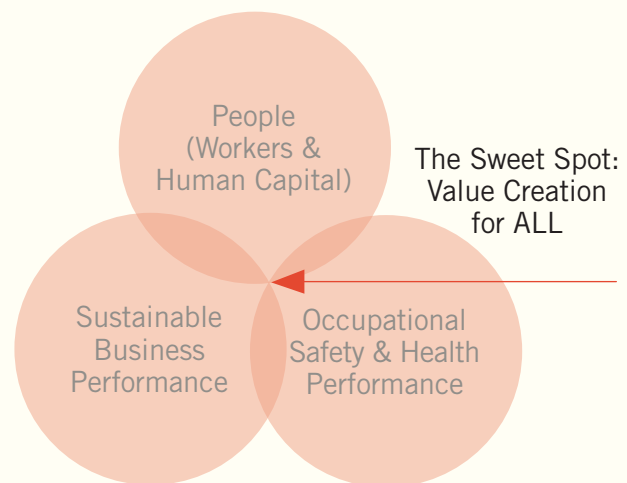 People
(Workers &
Human Capital)
The Sweet Spot:
Value Creation
for ALL
Sustainable
Business
Performance
Occupational
Safety & Health
Performance